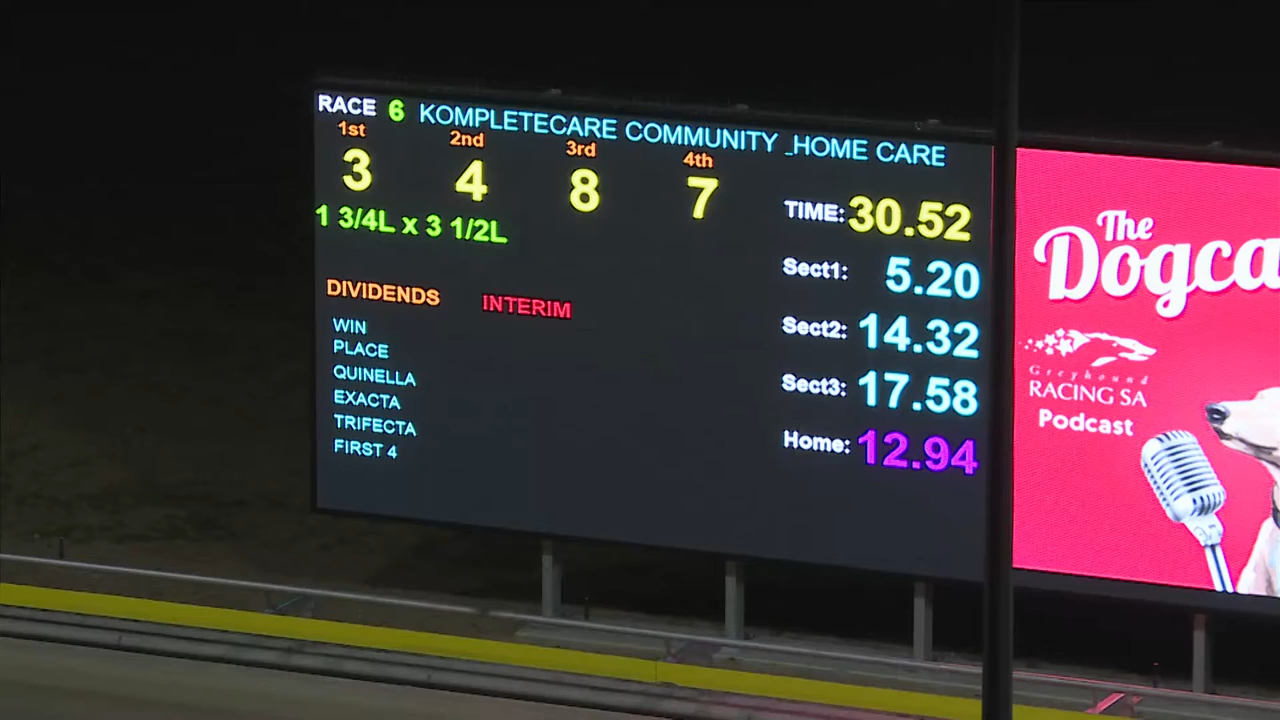 RACE 6 KOMPLETECARE COMMUNITY _HOME CARE
1st 2nd 3rd 4th
3 4 8 7
1 3/4L x 3 1/2L
TIME: 30.52
Sect1: 5.20
Sect2: 14.32
Sect3: 17.58
Home: 12.94
DIVIDENDS INTERIM
WIN
PLACE
QUINELLA
EXACTA
TRIFECTA
FIRST 4
The
Dogca
Greyhound
RACING SA
Podcast